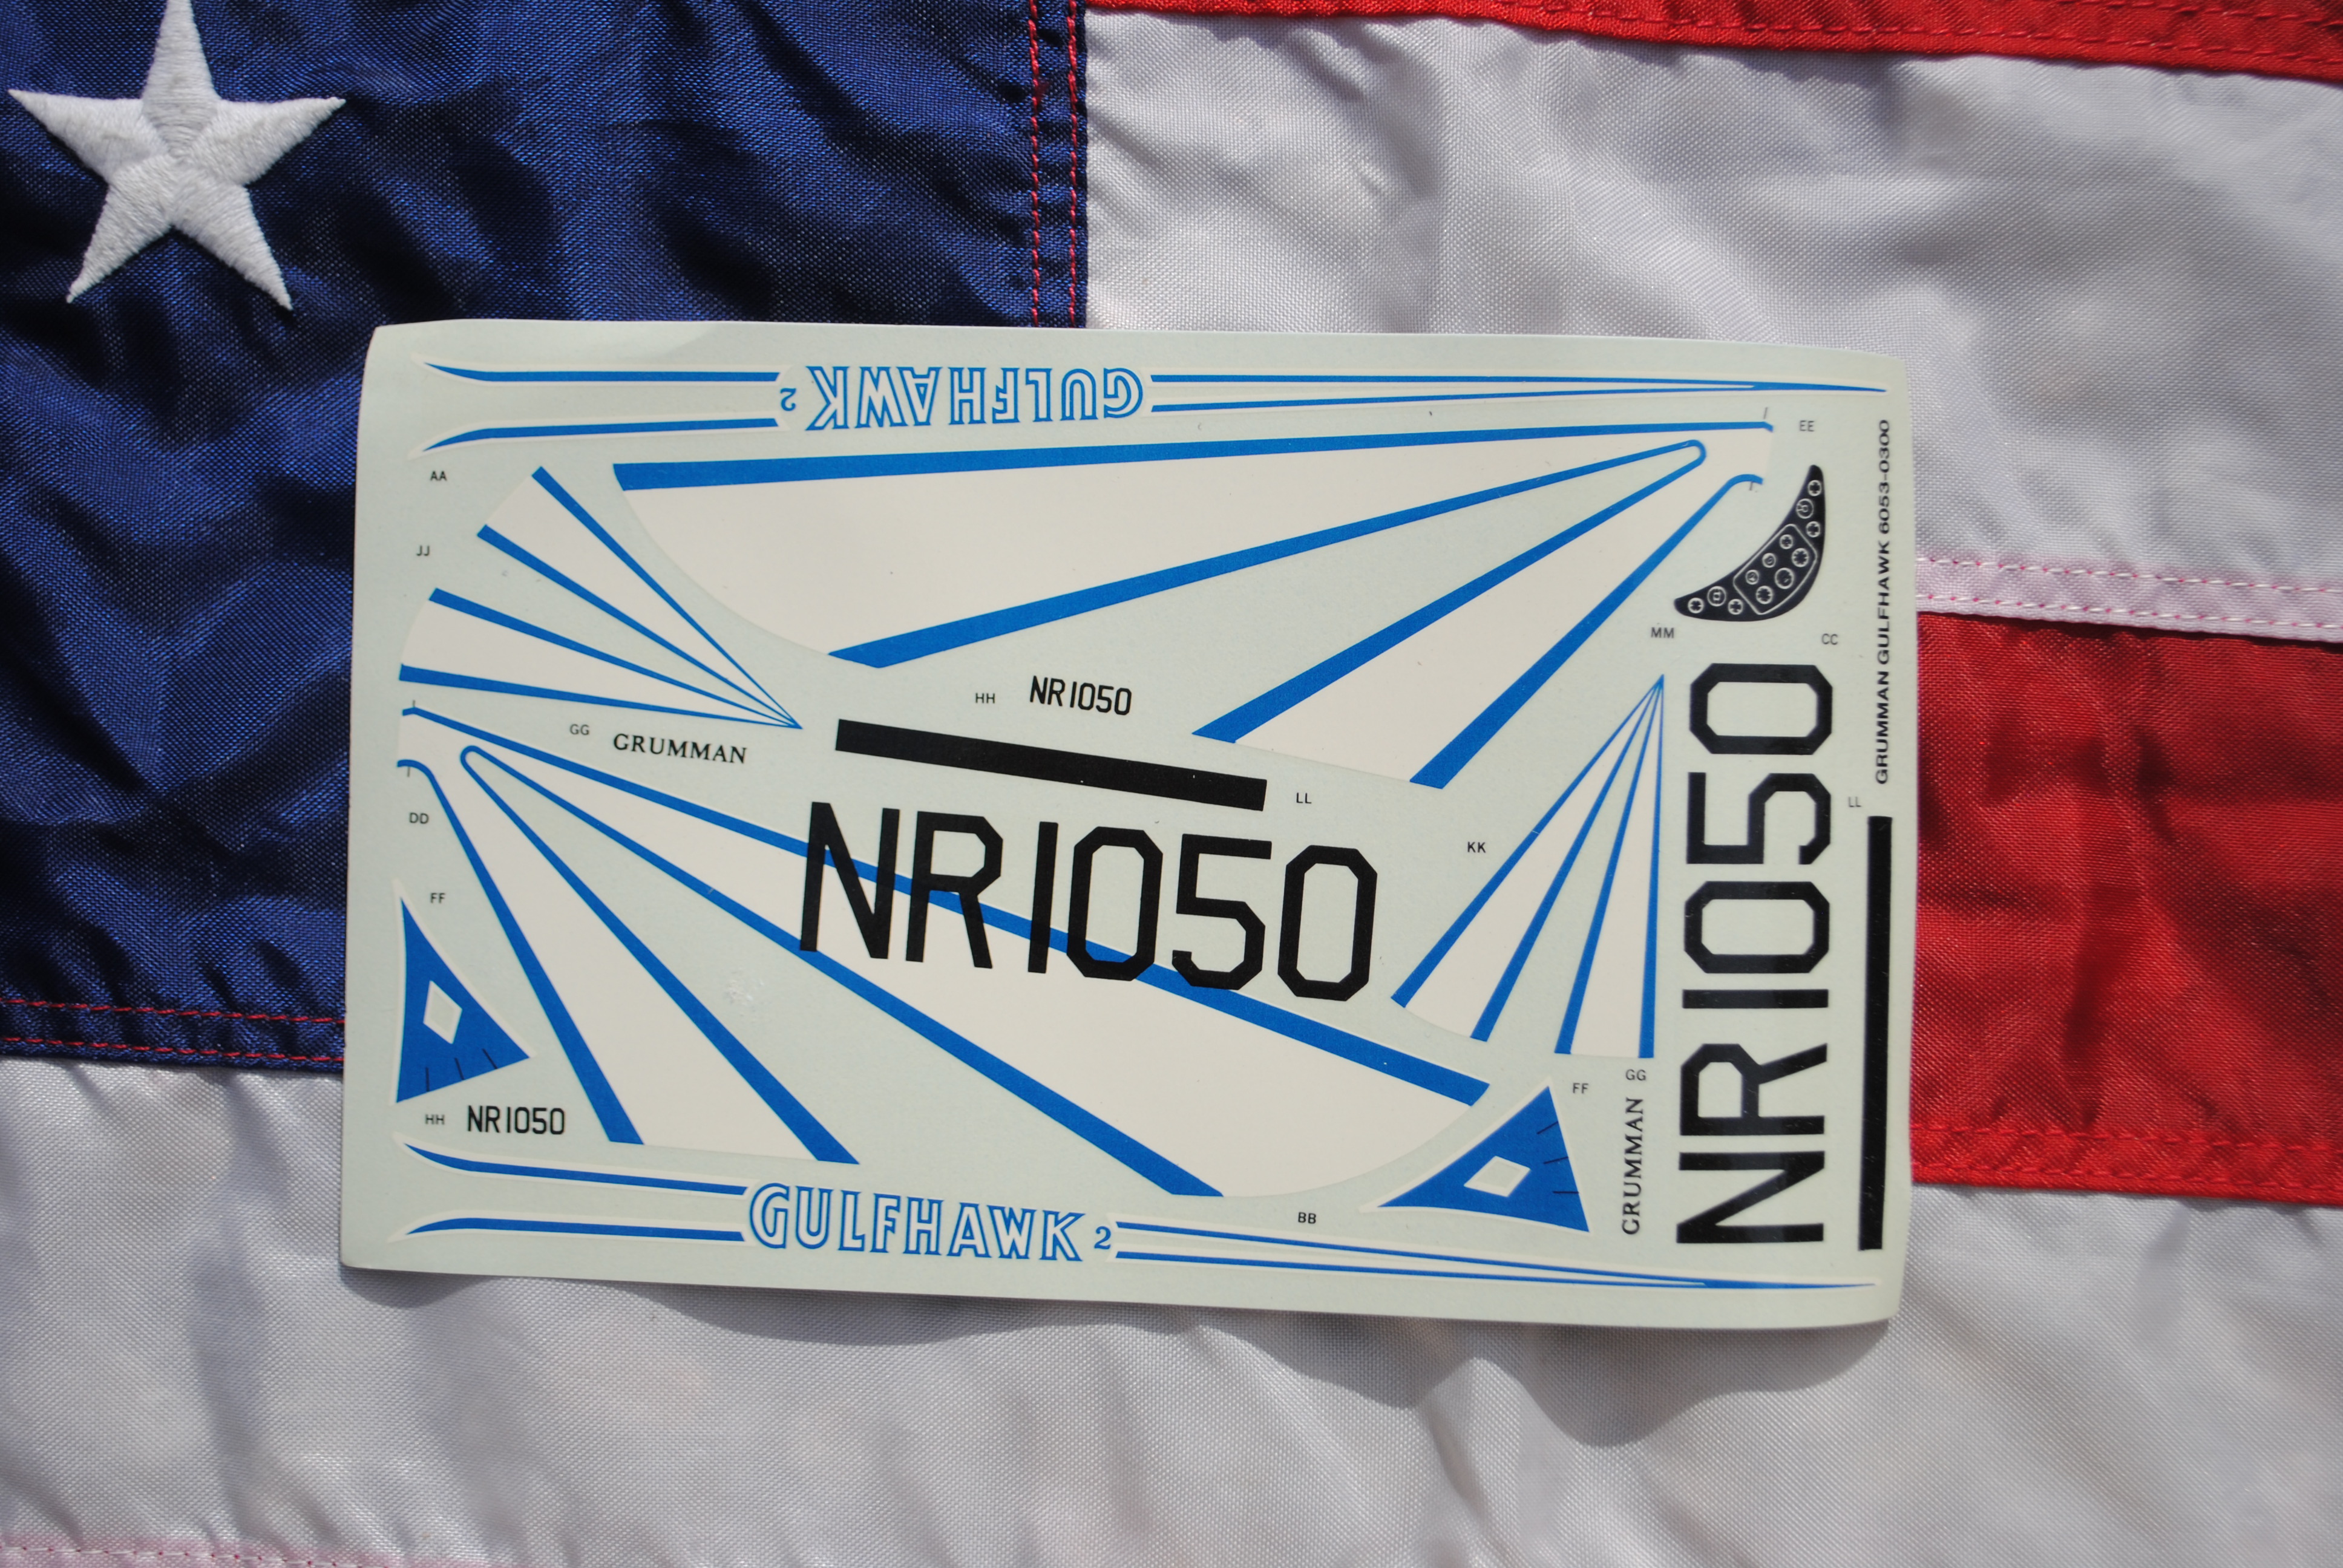 GULFHAWK 2
EE
AA
JJ
GRUMMAN GULFHAWK 6053-0300
MM
CC
HH NR1050
GG GRUMMAN
LL
LL
DD
NR1050
NR1050
KK
FF
FF
GG
GRUMMAN
HH NR1050
BB
GULFHAWK 2